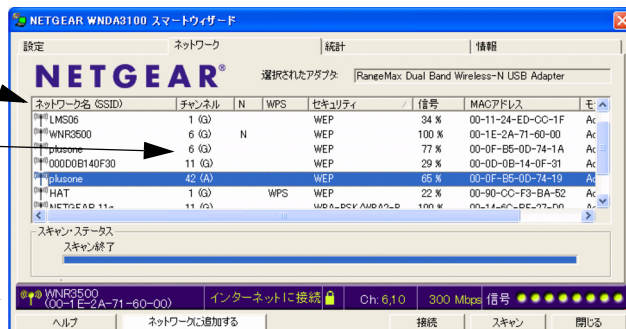 NETGEAR WNDA3100 スマートウィザード
設定 ネットワーク 統計 情報
NETGEAR® 選択されたアダプタ: RangeMax Dual Band Wireless-N USB Adapter
ネットワーク名 (SSID) チャンネル N WPS セキュリティ 信号 MACアドレス
LMS06 1 (G) WEP 34 % 00-11-24-ED-CC-1F Ac
WNR3500 6 (G) N WEP 100 % 00-1E-2A-71-60-00 Ac
plusone 6 (G) WEP 77 % 00-0F-B5-0D-74-1A Ac
000D0B140F30 11 (G) WEP 29 % 00-0D-0B-14-0F-31 Ac
plusone 42 (A) WEP 65 % 00-0F-B5-0D-74-19 Ac
HAT 1 (G) WPS WEP 22 % 00-90-CC-F3-BA-52 Ac
NETGEAR 11g 11 (G) 100 %
スキャン・ステータス
スキャン終了
WNR3500
(00-1E-2A-71-60-00) インターネットに接続 Ch: 6,10 300 Mbps 信号
ヘルプ ネットワークに追加する 接続 スキャン 閉じる